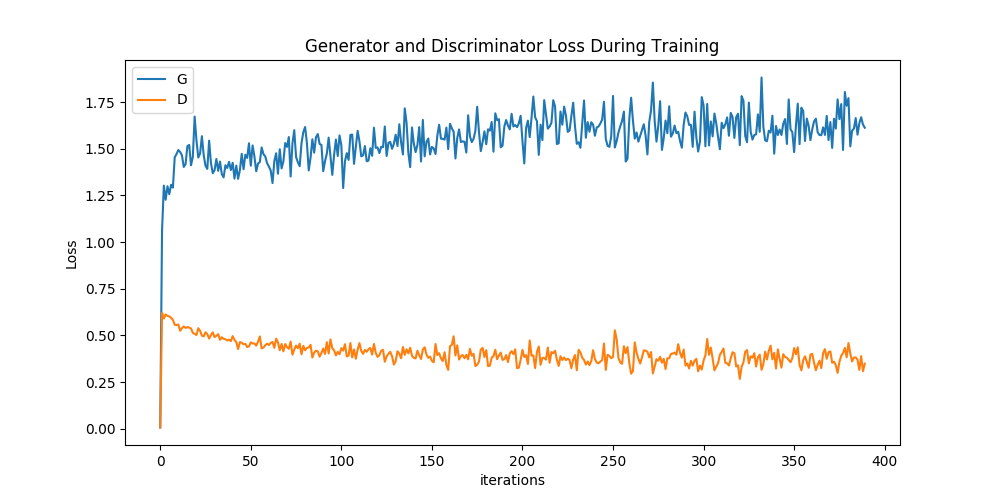 Generator and Discriminator Loss During Training
G
D
Loss
1.75
1.50
1.25
1.00
0.75
0.50
0.25
0.00
0 50 100 150 200 250 300 350 400
iterations